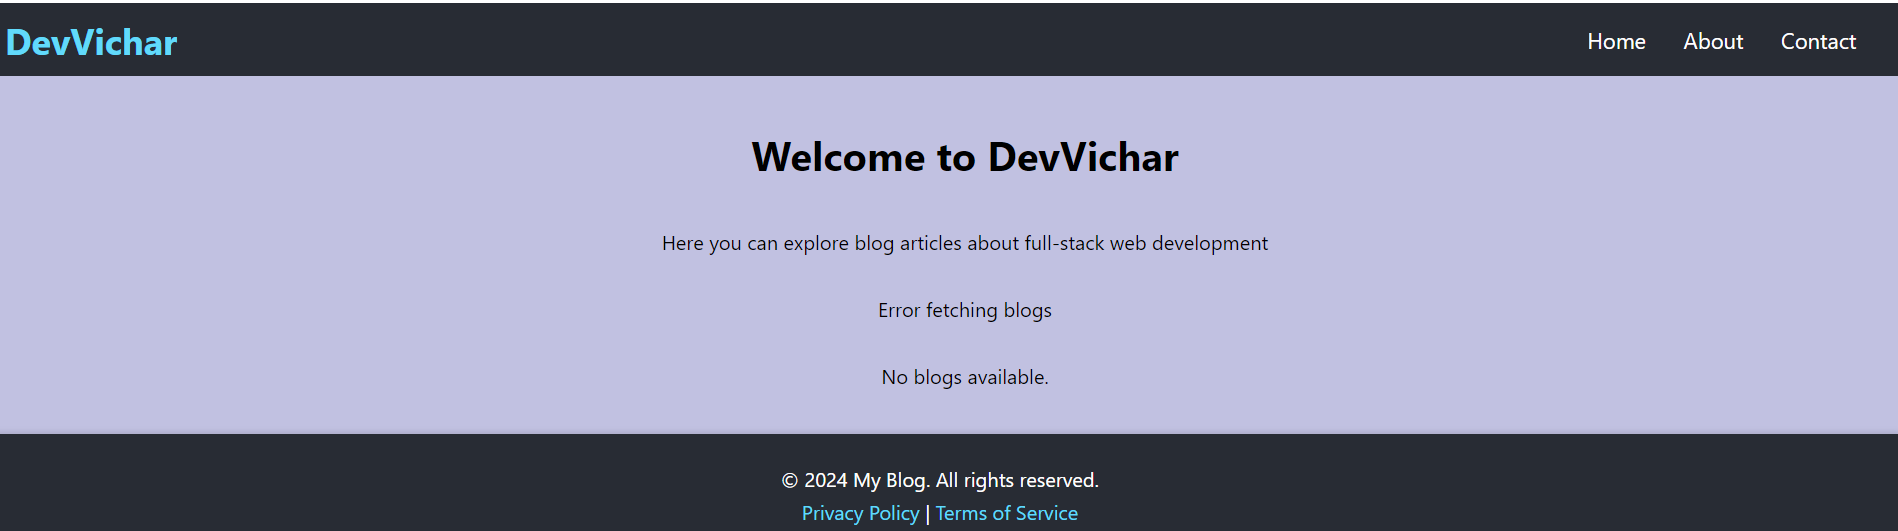 DevVichar
Home About Contact
Welcome to DevVichar
Here you can explore blog articles about full-stack web development
Error fetching blogs
No blogs available.
© 2024 My Blog. All rights reserved.
Privacy Policy | Terms of Service